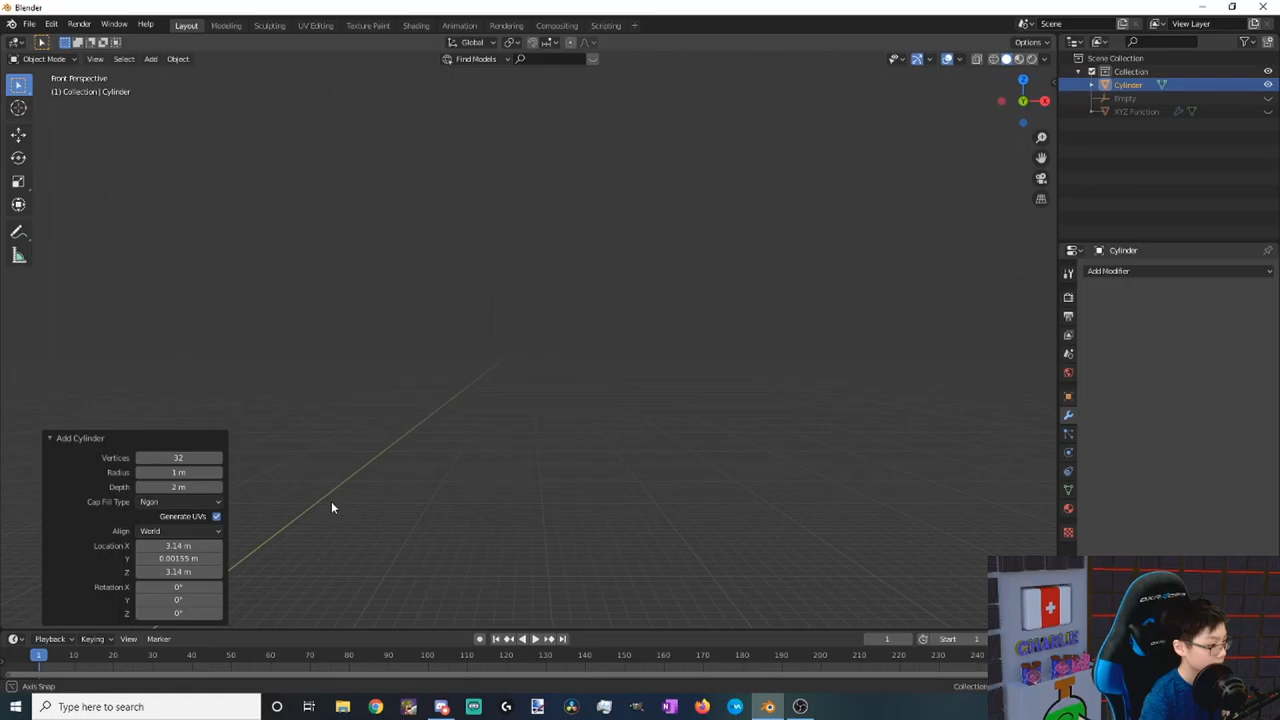 Blender
File Edit Render Window Help Layout Modeling Sculpting UV Editing Texture Paint Shading Animation Rendering Compositing Scripting + Scene View Layer
Global Options
Object Mode View Select Add Object Find Models
Front Perspective
(1) Collection | Cylinder
Z
Y X
Scene Collection
Collection
Cylinder
Empty
XYZ Function
Cylinder
Add Modifier
Add Cylinder
Vertices 32
Radius 1 m
Depth 2 m
Cap Fill Type Ngon
Generate UVs
Align World
Location X 3.14 m
Y 0.00155 m
Z 3.14 m
Rotation X 0°
Y 0°
Z 0°
Playback Keying View Marker 1 Start 1
1 10 20 30 40 50 60 70 80 90 100 110 120 130 140 150 160 170 180 190 200 210 220 230 240
Axis Snap Collection
CHARLIE
DXRACER
Type here to search